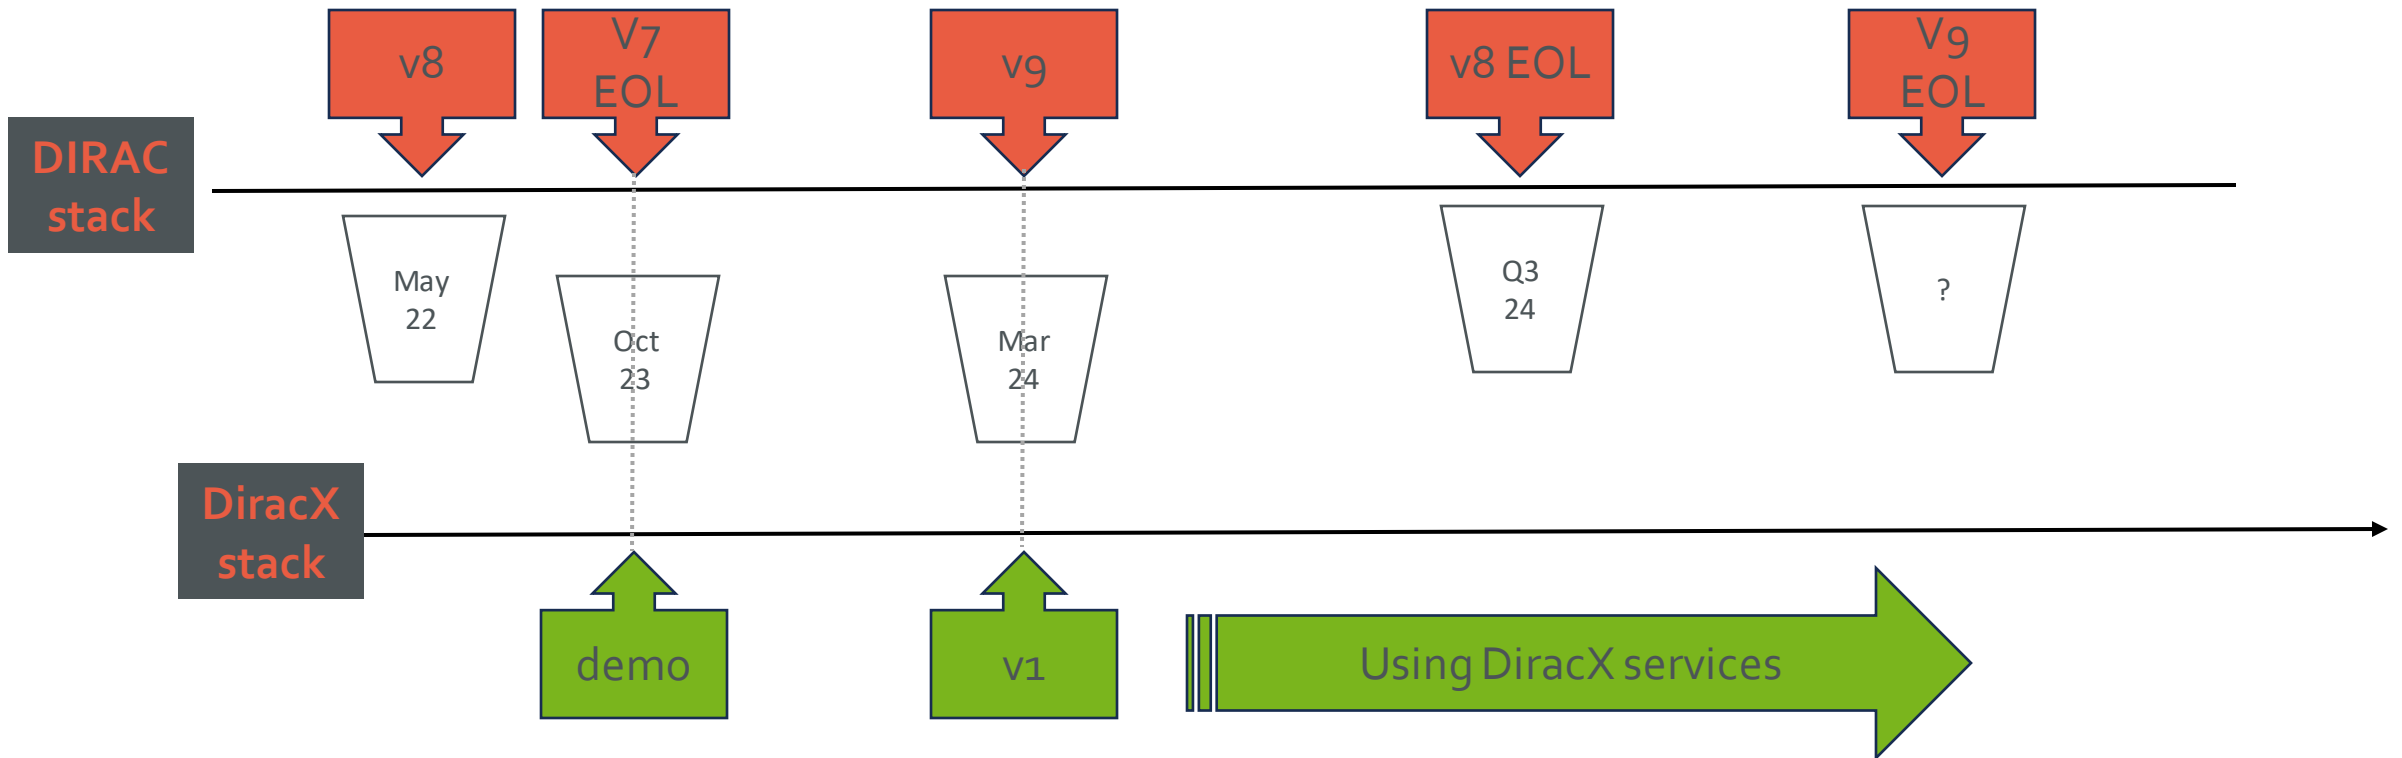 v8
V7
EOL
v9
v8 EOL
V9
EOL
DIRAC
stack
May
22
Oct
23
Mar
24
Q3
24
?
DiracX
stack
demo
v1
Using DiracX services